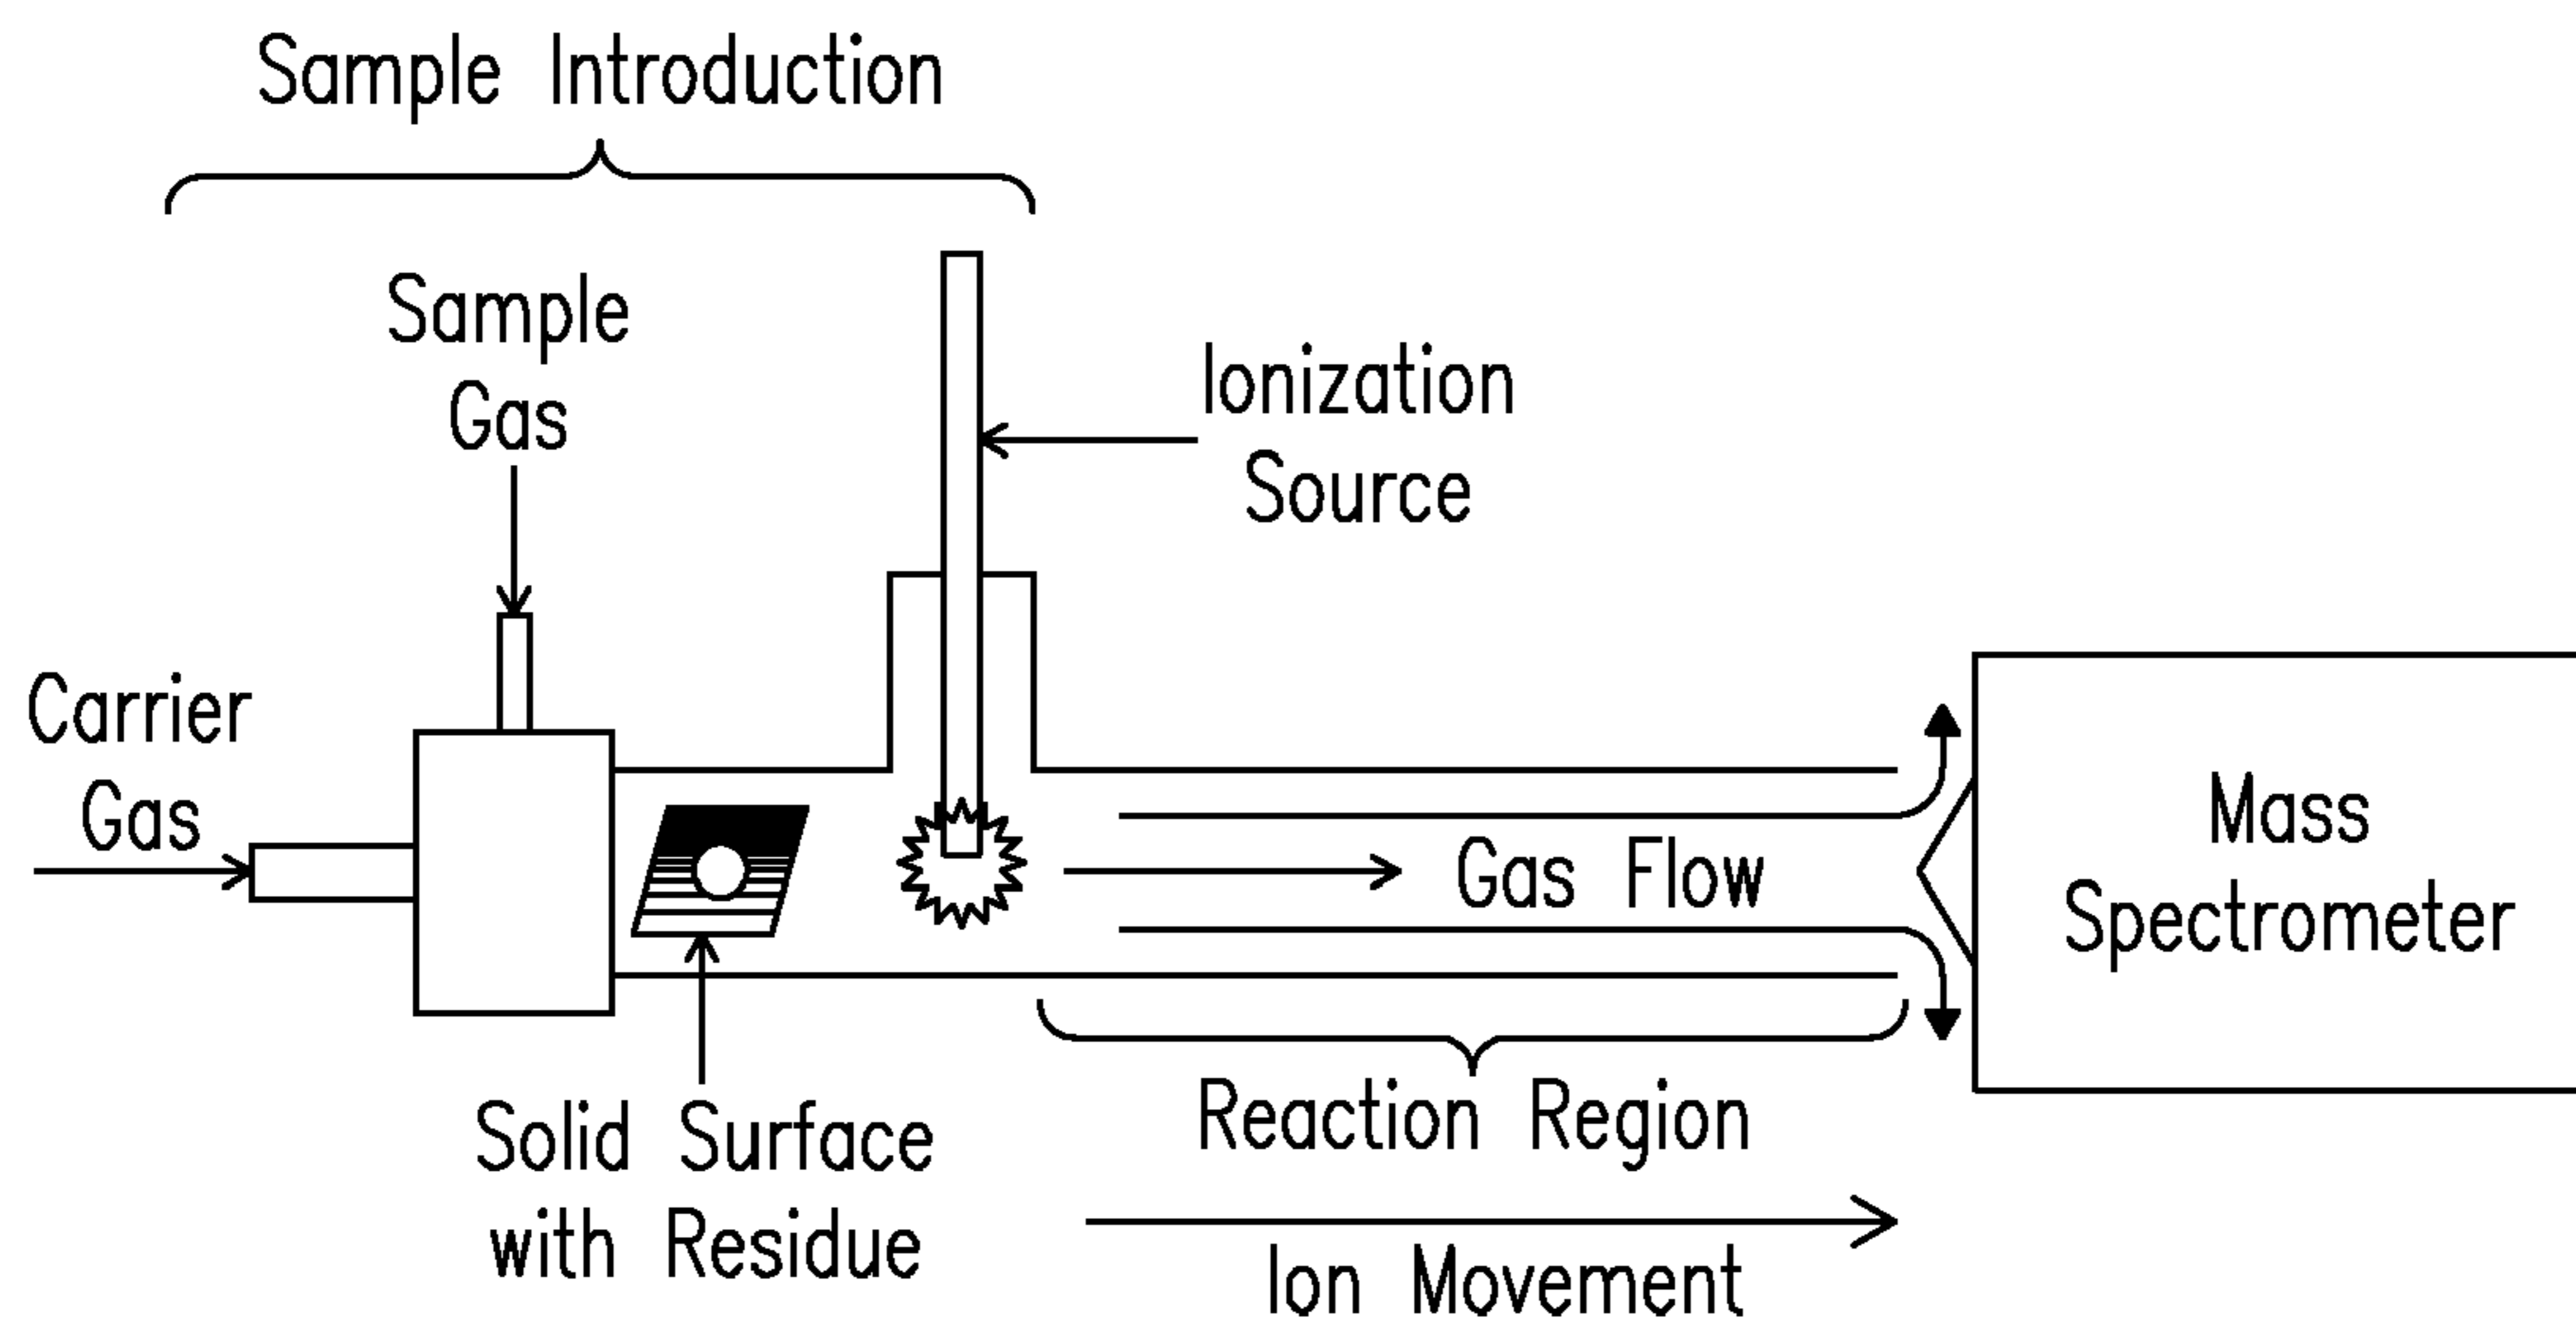 Sample Introduction
Sample
Gas
Ionization
Source
Carrier
Gas
Gas Flow
Mass
Spectrometer
Solid Surface
with Residue
Reaction Region
Ion Movement